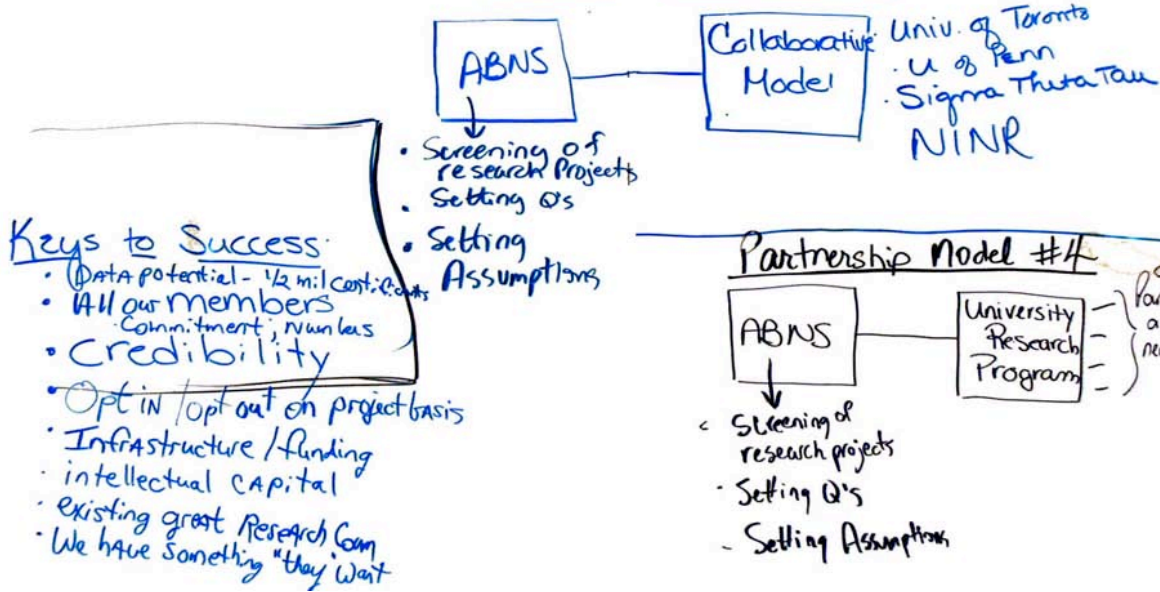 ABNS
Collaborative
Model
Univ. of Toronto
· U of Penn
· Sigma Theta Tau
NINR
• Screening of
research Projects
• Setting Q's
• Setting
Assumptions
Keys to Success
• DATA potential - 1/2 mil
• All our members
· Commitment, Numbers
• Credibility
• Opt in / opt out on project basis
• Infrastructure / funding
· intellectual CAPital
· existing great Research Com
· We have something "they" want
Partnership Model #4
ABNS
University
Research
Program
· Screening of
research projects
· Setting Q's
- Setting Assumptions